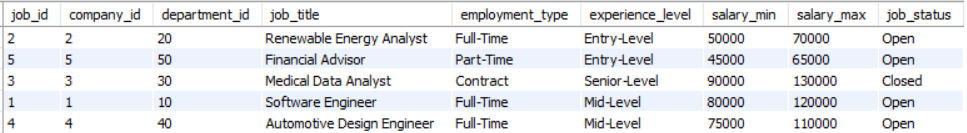 job_id company_id department_id job_title employment_type experience_level salary_min salary_max job_status
2 2 20 Renewable Energy Analyst Full-Time Entry-Level 50000 70000 Open
5 5 50 Financial Advisor Part-Time Entry-Level 45000 65000 Open
3 3 30 Medical Data Analyst Contract Senior-Level 90000 130000 Closed
1 1 10 Software Engineer Full-Time Mid-Level 80000 120000 Open
4 4 40 Automotive Design Engineer Full-Time Mid-Level 75000 110000 Open